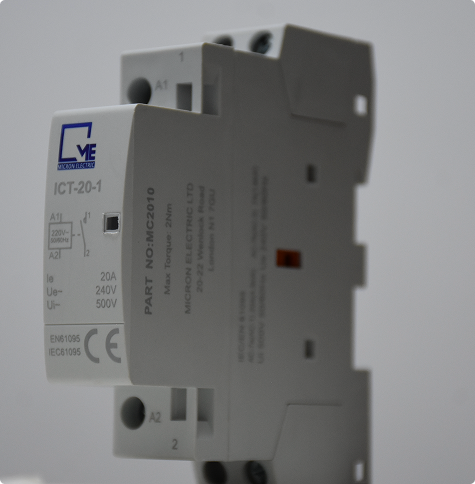 1
A1
ME
MICRON ELECTRIC
ICT-20-1
A1
1
220V~
A2
2
Ie 20A
Ue~ 240V
Ui~ 500V
EN61095
/IEC61095
CE
PART NO:MC2010
Max Torque: 2Nm
MICRON ELECTRIC LTD
20-22 Wenlock Road
London N1 7GU
A2
2